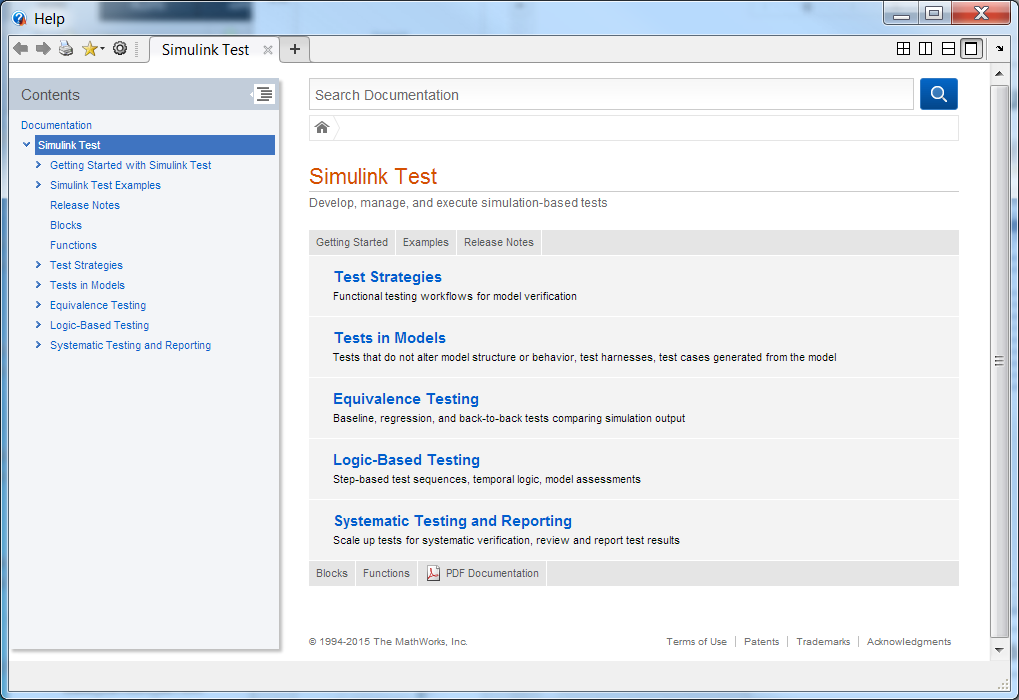 Help
Simulink Test
Contents
Documentation
Simulink Test
Getting Started with Simulink Test
Simulink Test Examples
Release Notes
Blocks
Functions
Test Strategies
Tests in Models
Equivalence Testing
Logic-Based Testing
Systematic Testing and Reporting
Search Documentation
Simulink Test
Develop, manage, and execute simulation-based tests
Getting Started Examples Release Notes
Test Strategies
Functional testing workflows for model verification
Tests in Models
Tests that do not alter model structure or behavior, test harnesses, test cases generated from the model
Equivalence Testing
Baseline, regression, and back-to-back tests comparing simulation output
Logic-Based Testing
Step-based test sequences, temporal logic, model assessments
Systematic Testing and Reporting
Scale up tests for systematic verification, review and report test results
Blocks Functions PDF Documentation
© 1994-2015 The MathWorks, Inc.
Terms of Use Patents Trademarks Acknowledgments